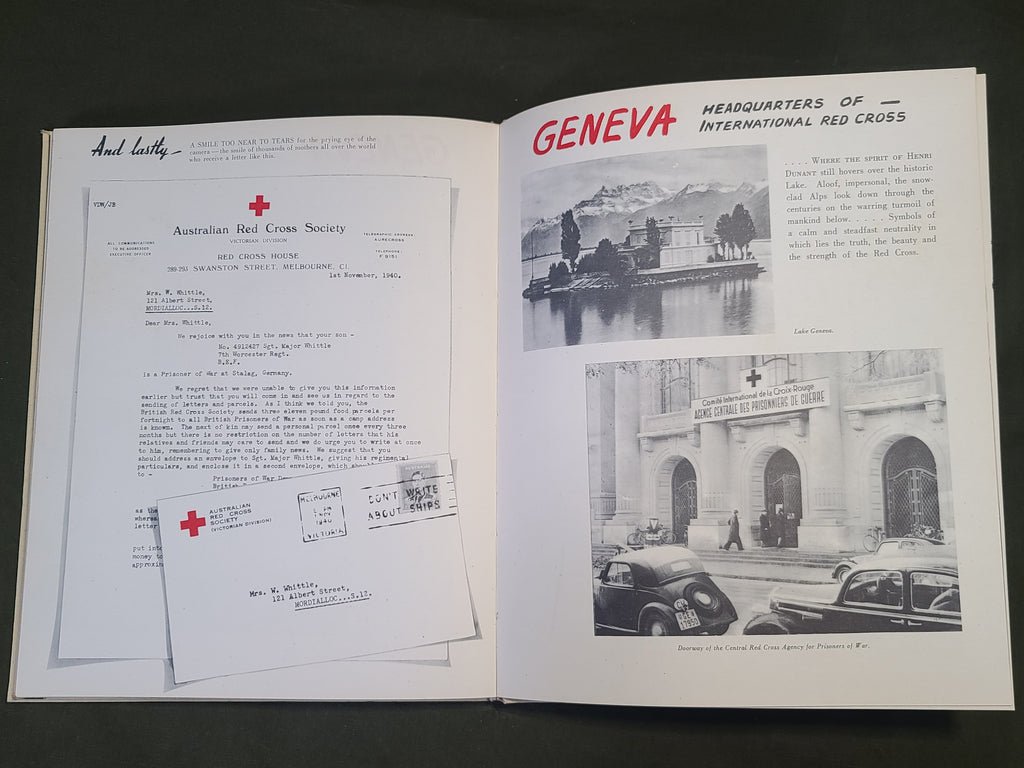 And lastly—
A SMILE TOO NEAR TO TEARS for the prying eye of the
camera—the smile of thousands of mothers all over the world
who receive a letter like this.
VDW/JB
Australian Red Cross Society
VICTORIAN DIVISION
ALL COMMUNICATIONS
TO BE ADDRESSED
EXECUTIVE OFFICER
TELEGRAPHIC ADDRESS
AUREDCROSS
TELEPHONE:
F 9151
RED CROSS HOUSE
289-293 SWANSTON STREET, MELBOURNE, C1.
1st November, 1940.
Mrs. W. Whittle,
121 Albert Street,
MORDIALLOC...S.12.
Dear Mrs. Whittle,
We rejoice with you in the news that your son -
No. 4912427 Sgt. Major Whittle
7th Worcester Regt.
B.E.F.
is a Prisoner of War at Stalag, Germany.
We regret that we were unable to give you this information
earlier but trust that you will come in and see us in regard to the
sending of letters and parcels. As I think we told you, the
British Red Cross Society sends three eleven pound food parcels per
fortnight to all British Prisoners of War as soon as a camp address
is known. The next of kin may send a personal parcel once every three
months but there is no restriction on the number of letters that his
relatives and friends may care to send and we do urge you to write at once
to him, remembering to give only family news. We suggest that you
should address an envelope to Sgt. Major Whittle, giving his regimental
particulars, and enclose it in a second envelope, which should
to -
Prisoners of War
British
as the
whereas
letter
put into
money to
approxim
AUSTRALIAN
RED CROSS
SOCIETY
(VICTORIAN DIVISION)
MELBOURNE
1 PM
1 NOV
1940
VICTORIA
DON'T WRITE
ABOUT SHIPS
Mrs. W. Whittle,
121 Albert Street,
MORDIALLOC...S.12.
GENEVA HEADQUARTERS OF —
INTERNATIONAL RED CROSS
. . . . WHERE THE SPIRIT OF HENRI
DUNANT still hovers over the historic
Lake. Aloof, impersonal, the snow-
clad Alps look down through the
centuries on the warring turmoil of
mankind below. . . . . Symbols of
a calm and steadfast neutrality in
which lies the truth, the beauty and
the strength of the Red Cross.
Lake Geneva.
Comité International de la Croix-Rouge
AGENCE CENTRALE DES PRISONNIERS DE GUERRE
GE
17950
Doorway of the Central Red Cross Agency for Prisoners of War.